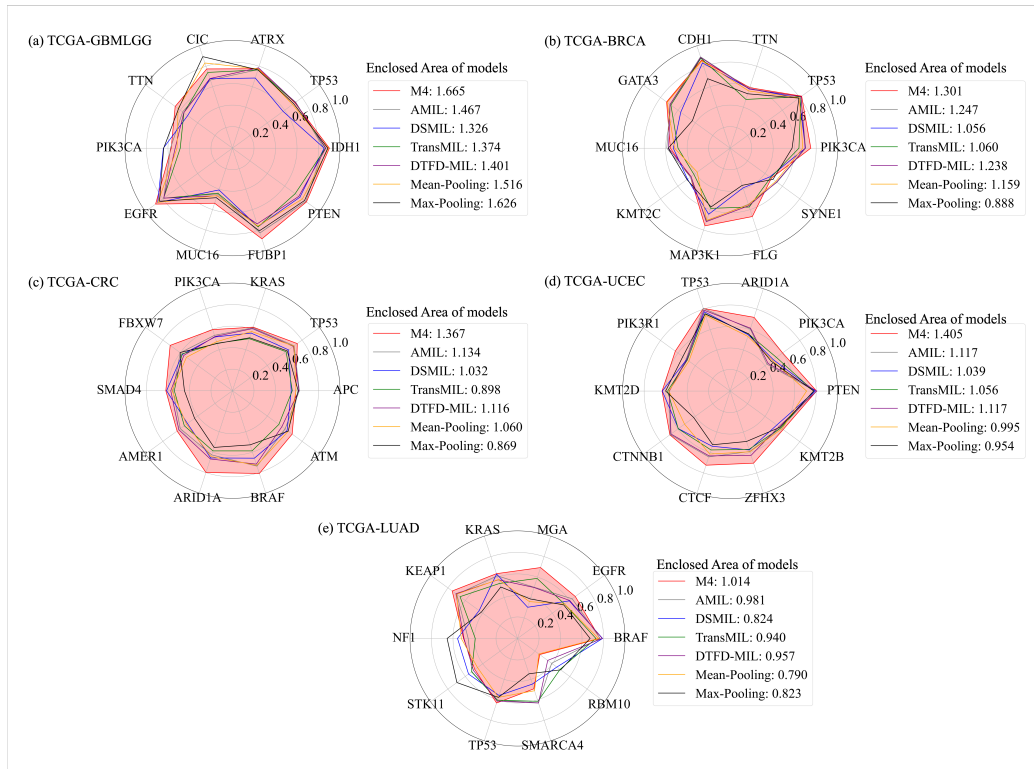 (a) TCGA-GBMLGG
CIC
ATRX
TTN
TP53
PIK3CA
IDH1
EGFR
PTEN
MUC16
FUBP1
0.2
0.4
0.6
0.8
1.0
Enclosed Area of models
M4: 1.665
AMIL: 1.467
DSMIL: 1.326
TransMIL: 1.374
DTFD-MIL: 1.401
Mean-Pooling: 1.516
Max-Pooling: 1.626
(b) TCGA-BRCA
CDH1
TTN
GATA3
TP53
MUC16
PIK3CA
KMT2C
SYNE1
MAP3K1
FLG
0.2
0.4
0.6
0.8
1.0
Enclosed Area of models
M4: 1.301
AMIL: 1.247
DSMIL: 1.056
TransMIL: 1.060
DTFD-MIL: 1.238
Mean-Pooling: 1.159
Max-Pooling: 0.888
(c) TCGA-CRC
PIK3CA
KRAS
FBXW7
TP53
SMAD4
APC
AMER1
ATM
ARID1A
BRAF
0.2
0.4
0.6
0.8
1.0
Enclosed Area of models
M4: 1.367
AMIL: 1.134
DSMIL: 1.032
TransMIL: 0.898
DTFD-MIL: 1.116
Mean-Pooling: 1.060
Max-Pooling: 0.869
(d) TCGA-UCEC
TP53
ARID1A
PIK3R1
PIK3CA
KMT2D
PTEN
CTNNB1
KMT2B
CTCF
ZFHX3
0.2
0.4
0.6
0.8
1.0
Enclosed Area of models
M4: 1.405
AMIL: 1.117
DSMIL: 1.039
TransMIL: 1.056
DTFD-MIL: 1.117
Mean-Pooling: 0.995
Max-Pooling: 0.954
(e) TCGA-LUAD
KRAS
MGA
KEAP1
EGFR
NF1
BRAF
STK11
RBM10
TP53
SMARCA4
0.2
0.4
0.6
0.8
1.0
Enclosed Area of models
M4: 1.014
AMIL: 0.981
DSMIL: 0.824
TransMIL: 0.940
DTFD-MIL: 0.957
Mean-Pooling: 0.790
Max-Pooling: 0.823